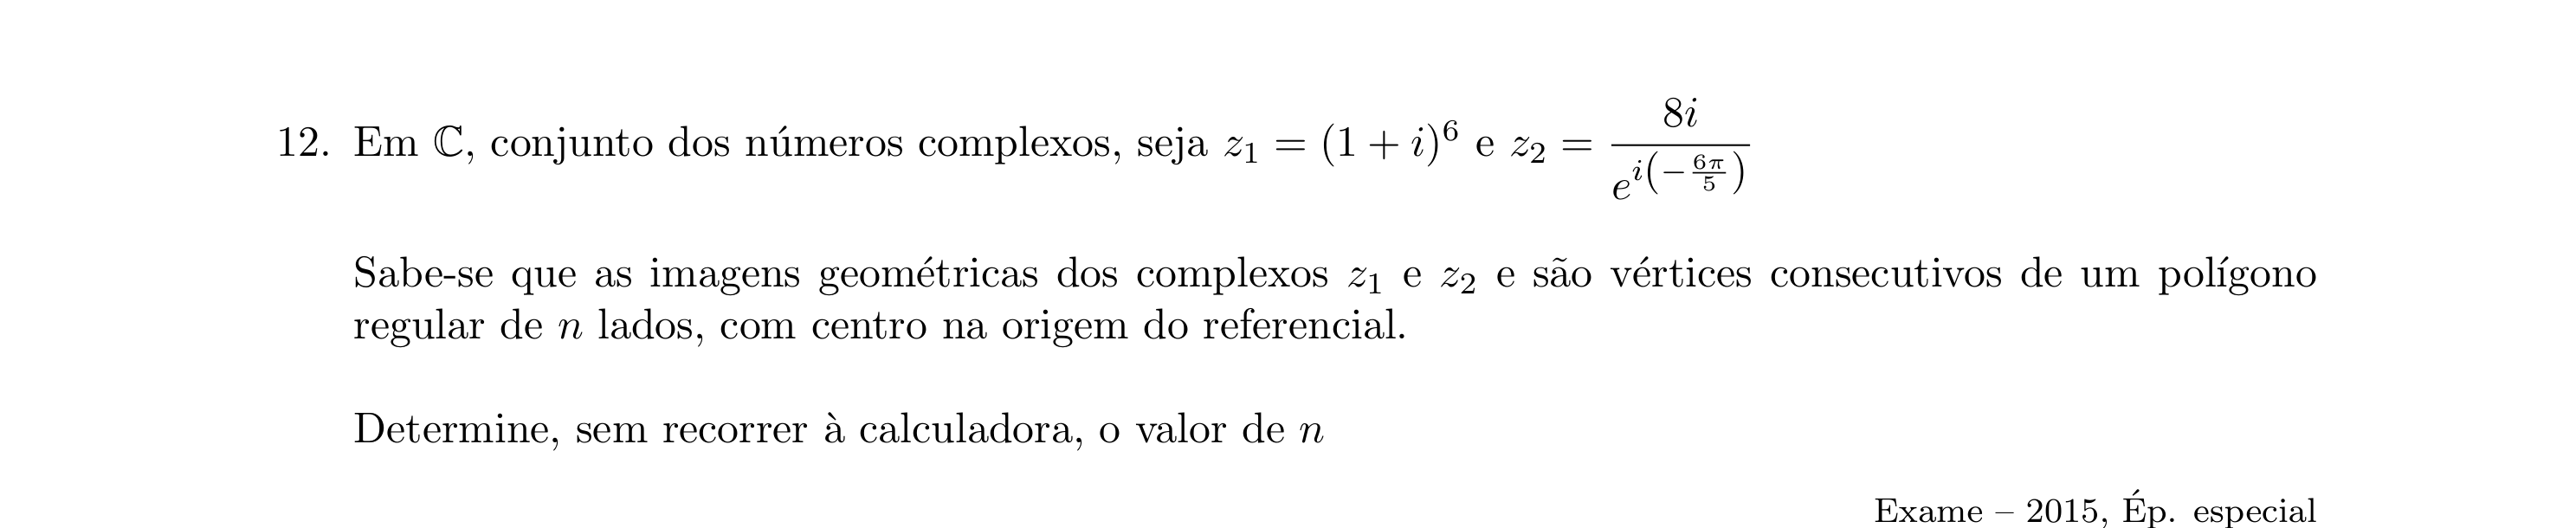 12. Em ℂ, conjunto dos números complexos, seja $z_1 = (1 + i)^6$ e $z_2 = \dfrac{8i}{e^{i\left(-\frac{6\pi}{5}\right)}}$
Sabe-se que as imagens geométricas dos complexos $z_1$ e $z_2$ e são vértices consecutivos de um polígono
regular de $n$ lados, com centro na origem do referencial.
Determine, sem recorrer à calculadora, o valor de $n$
Exame – 2015, Ép. especial